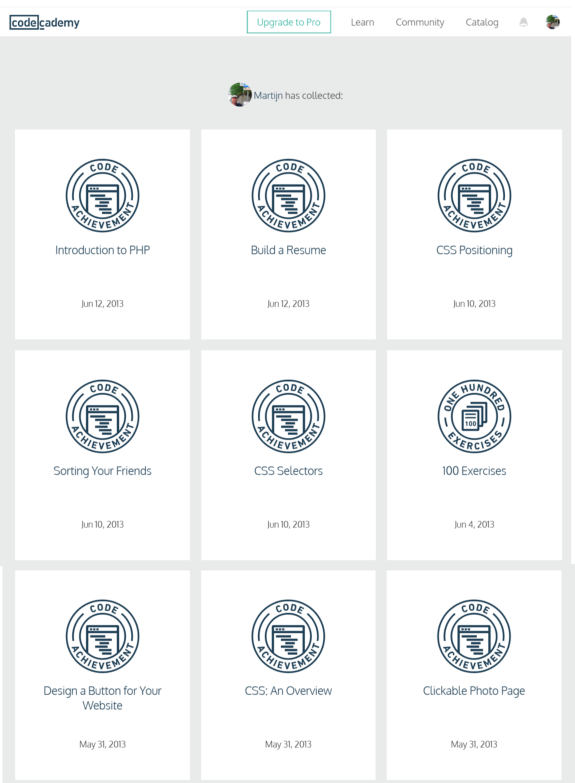 codecademy
Upgrade to Pro
Learn
Community
Catalog
Martijn has collected:
CODE
ACHIEVEMENT
Introduction to PHP
Jun 12, 2013
CODE
ACHIEVEMENT
Build a Resume
Jun 12, 2013
CODE
ACHIEVEMENT
CSS Positioning
Jun 10, 2013
CODE
ACHIEVEMENT
Sorting Your Friends
Jun 10, 2013
CODE
ACHIEVEMENT
CSS Selectors
Jun 10, 2013
ONE HUNDRED
100
EXERCISES
100 Exercises
Jun 4, 2013
CODE
ACHIEVEMENT
Design a Button for Your
Website
May 31, 2013
CODE
ACHIEVEMENT
CSS: An Overview
May 31, 2013
CODE
ACHIEVEMENT
Clickable Photo Page
May 31, 2013